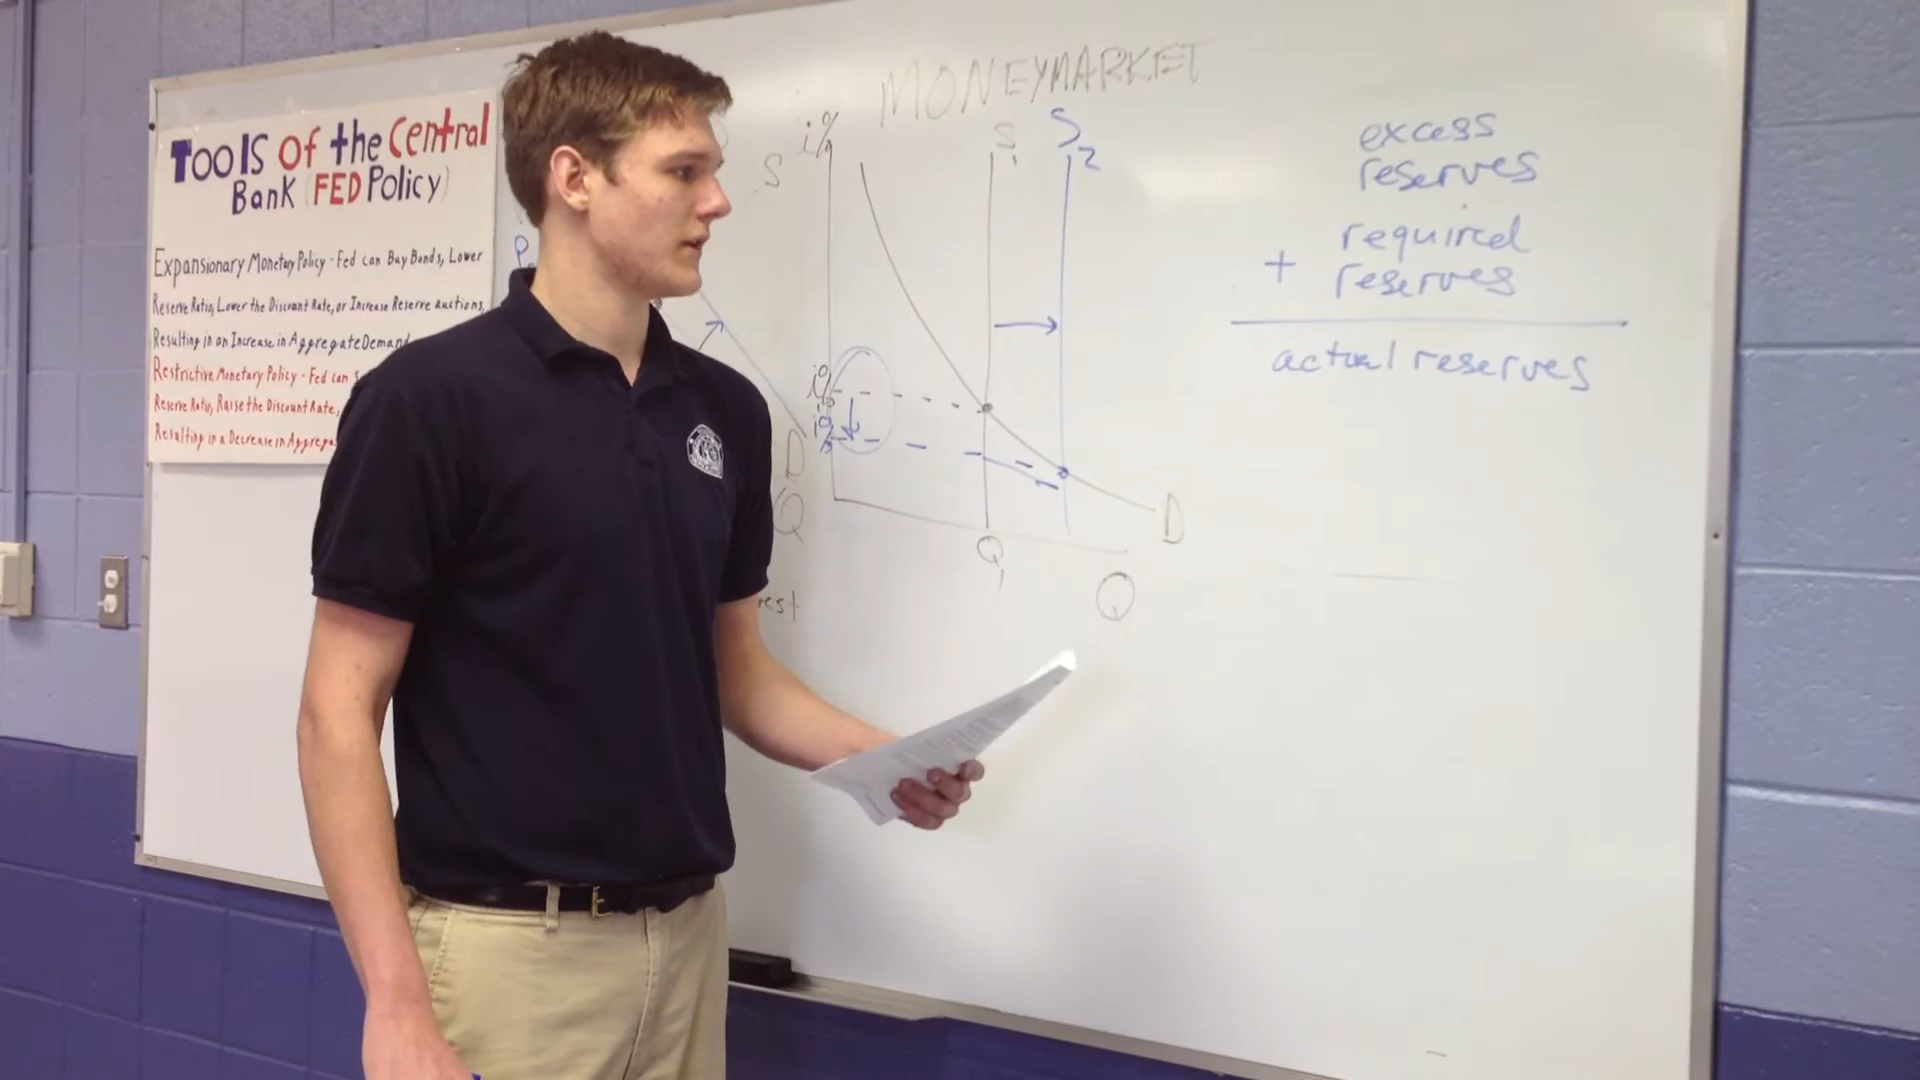 Tools of the Central
Bank (FED Policy)
Expansionary Monetary Policy - Fed can Buy Bonds, Lower
Reserve Ratio, Lower the Discount Rate, or Increase Reserve auctions,
Resulting in an Increase in Aggregate Demand
Restrictive Monetary Policy - Fed can
Reserve Ratio, Raise the Discount Rate,
Resulting in a Decrease in Aggrega
P
S
D
Q
rest
MONEYMARKET
i%
S1
S2
i%
i%
D
Q1
Q
excess
reserves
required
+ reserves
actual reserves